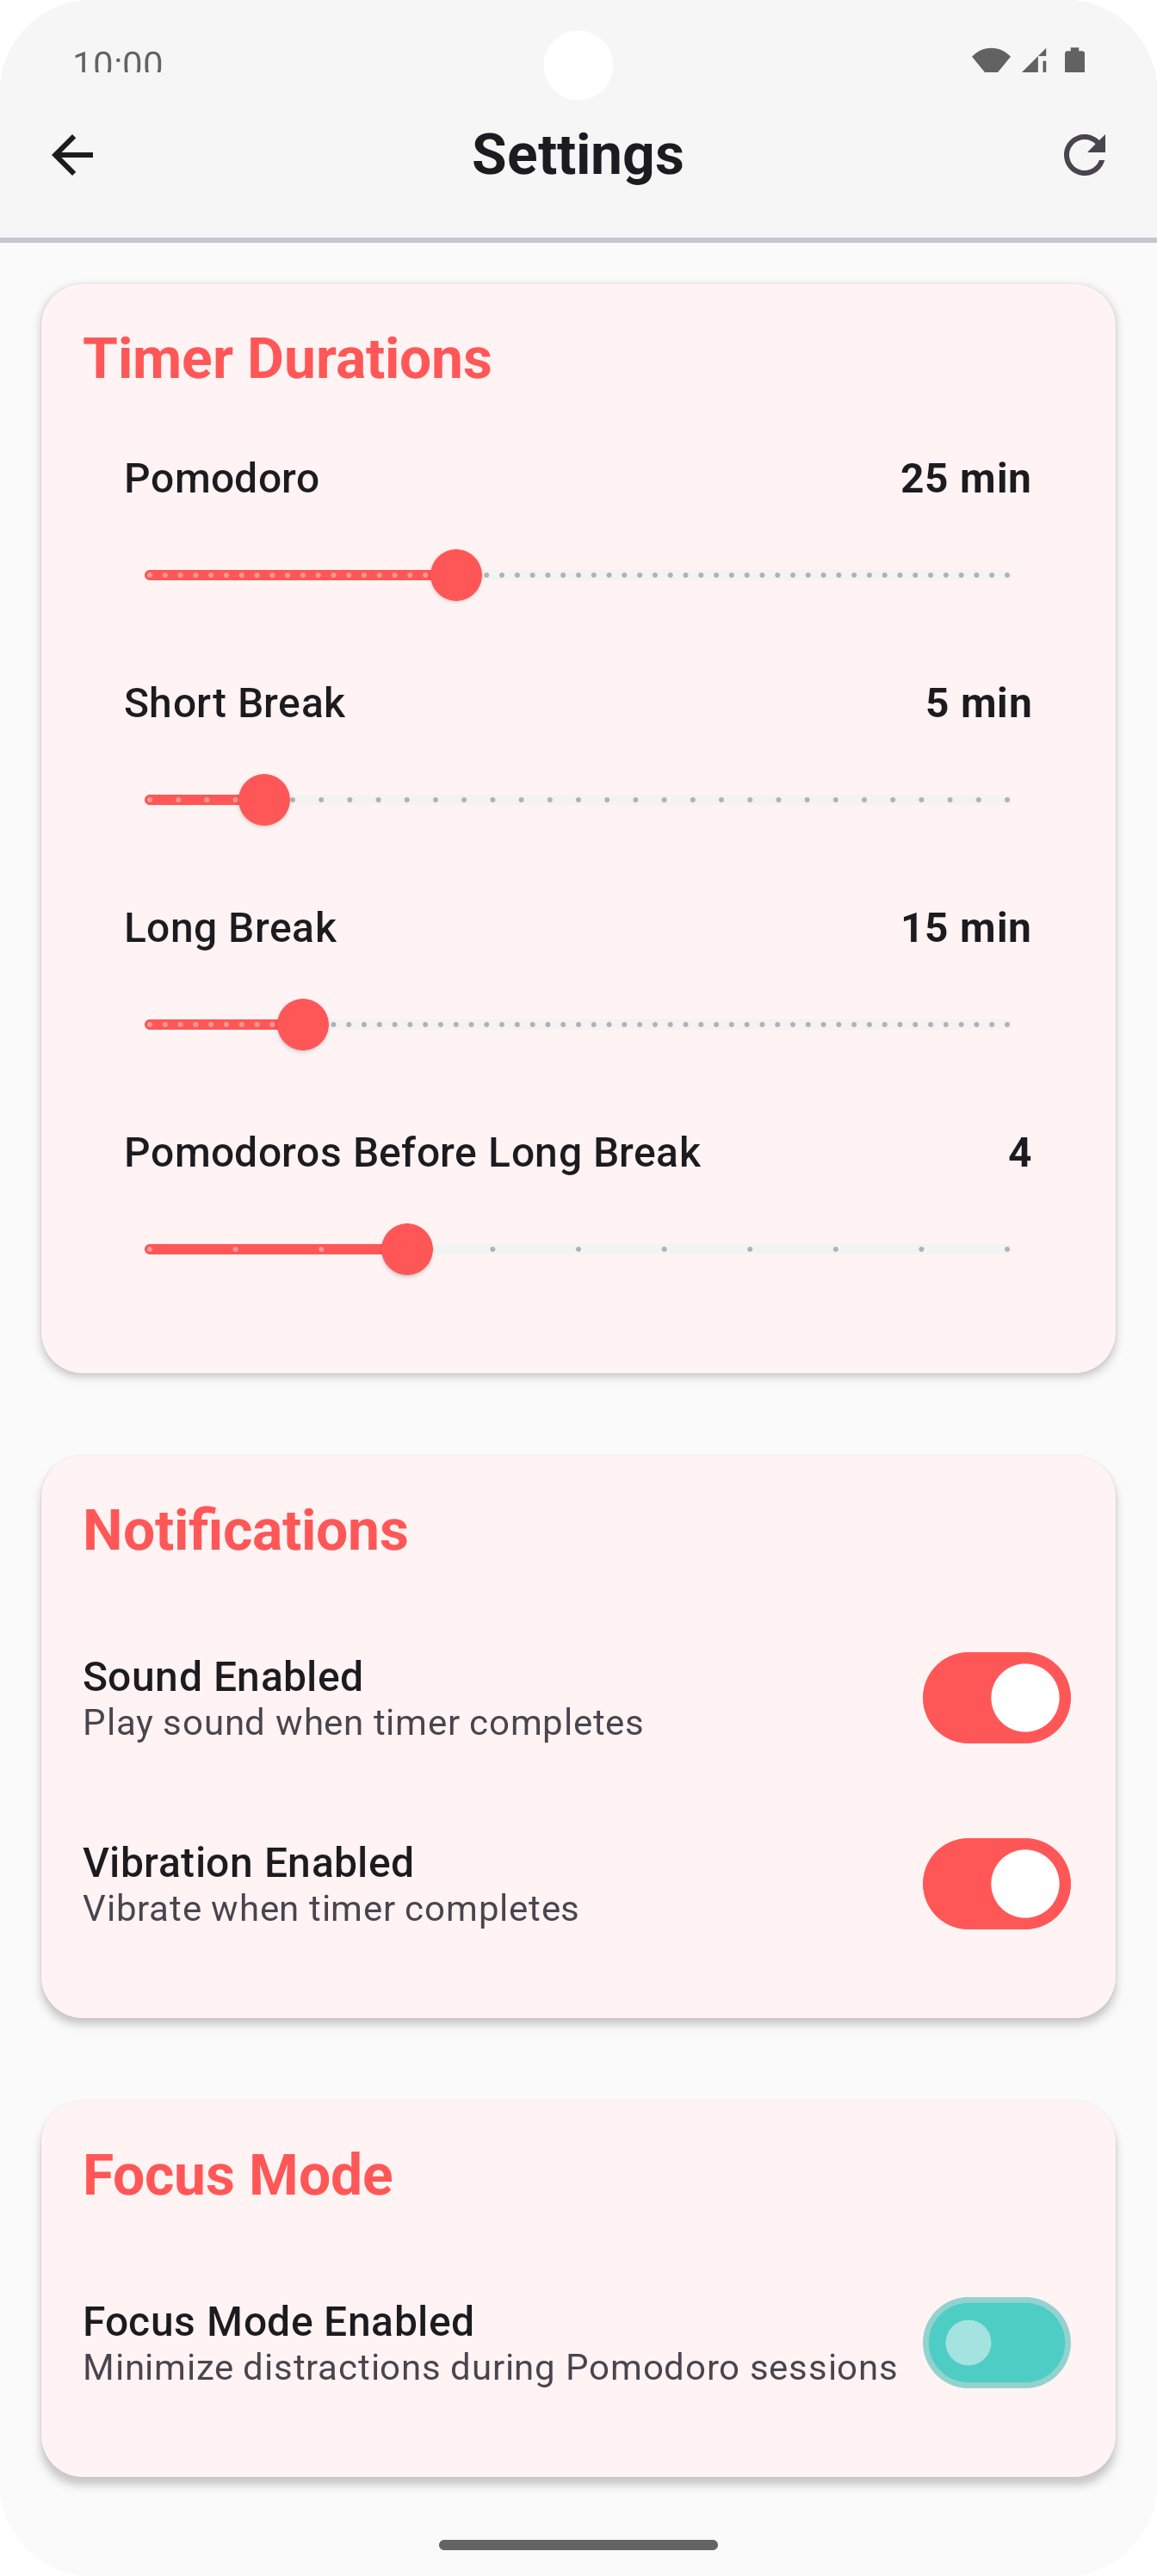 10:00
Settings
Timer Durations
Pomodoro 25 min
Short Break 5 min
Long Break 15 min
Pomodoros Before Long Break 4
Notifications
Sound Enabled
Play sound when timer completes
Vibration Enabled
Vibrate when timer completes
Focus Mode
Focus Mode Enabled
Minimize distractions during Pomodoro sessions